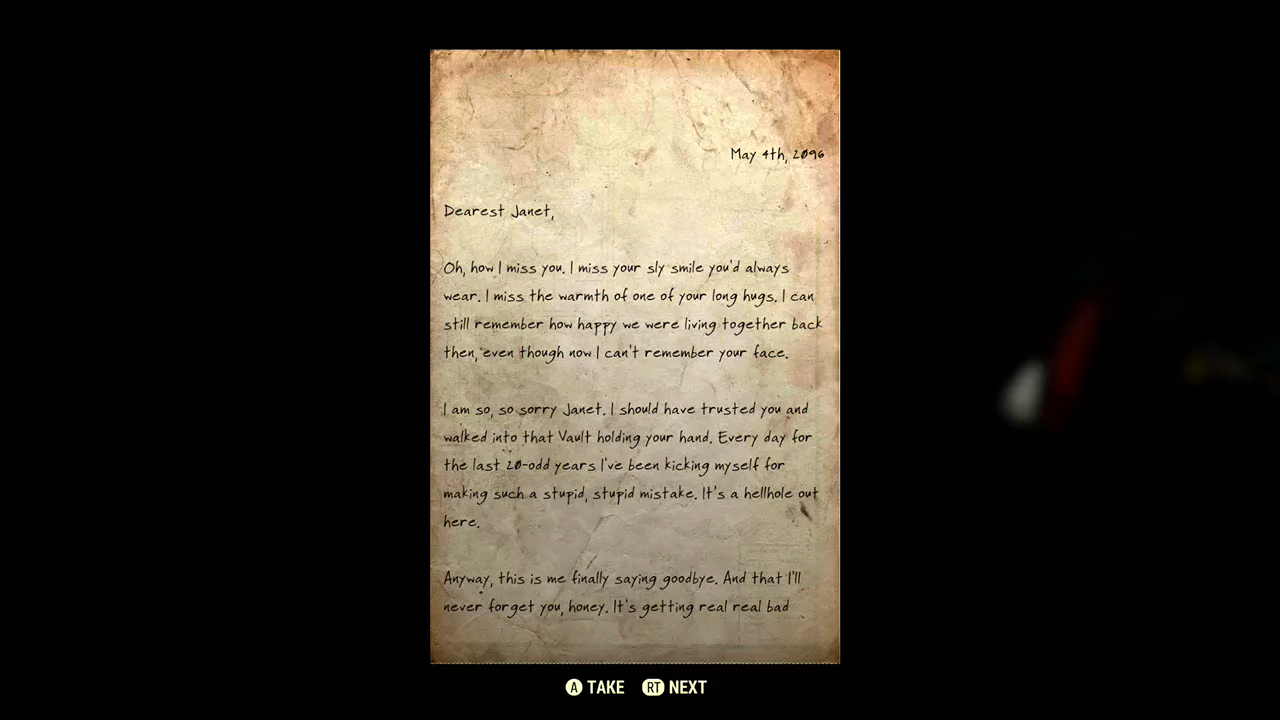 May 4th, 2096
Dearest Janet,
Oh, how I miss you. I miss your sly smile you'd always
wear. I miss the warmth of one of your long hugs. I can
still remember how happy we were living together back
then, even though now I can't remember your face.
I am so, so sorry Janet. I should have trusted you and
walked into that Vault holding your hand. Every day for
the last 20-odd years I've been kicking myself for
making such a stupid, stupid mistake. It's a hellhole out
here.
Anyway, this is me finally saying goodbye. And that I'll
never forget you, honey. It's getting real real bad
A TAKE RT NEXT